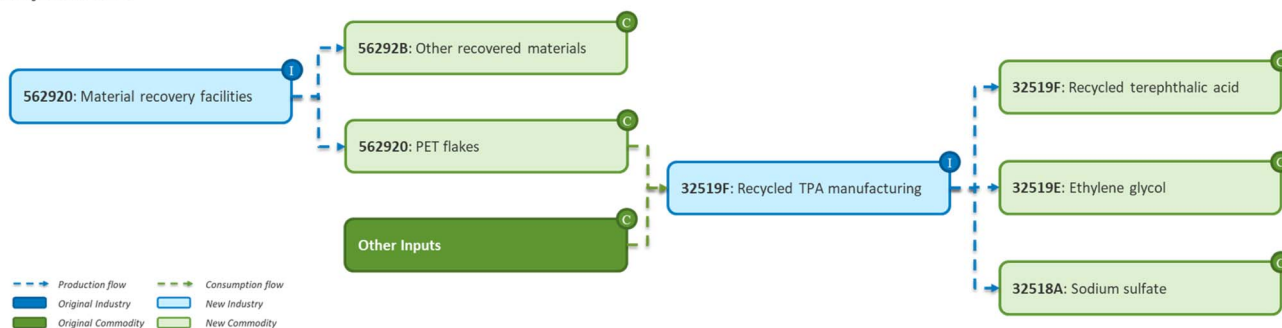 56292B: Other recovered materials
C
562920: Material recovery facilities
I
562920: PET flakes
C
Other Inputs
C
32519F: Recycled TPA manufacturing
I
32519F: Recycled terephthalic acid
32519E: Ethylene glycol
32518A: Sodium sulfate
Production flow
Consumption flow
Original Industry
New Industry
Original Commodity
New Commodity